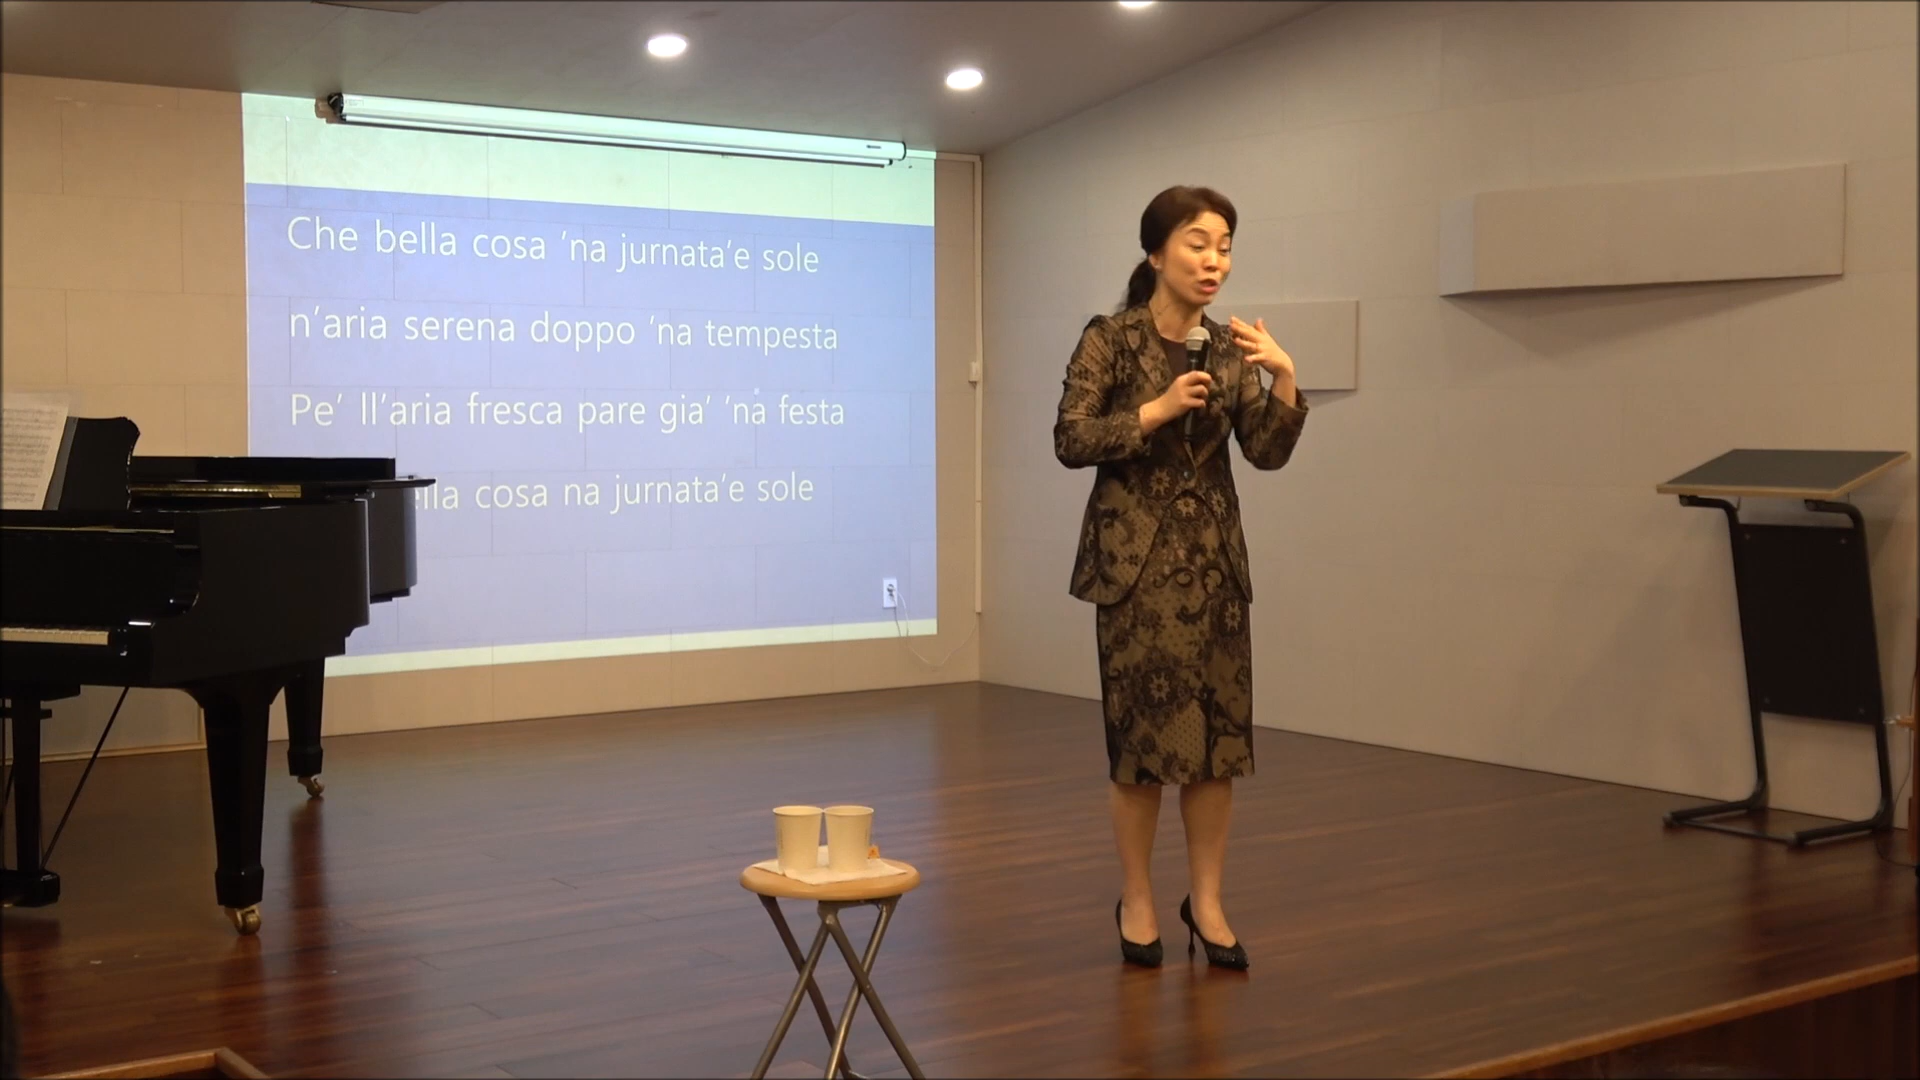 Che bella cosa ’na jurnata’e sole
n’aria serena doppo ’na tempesta
Pe’ ll’aria fresca pare gia’ ’na festa
cosa na jurnata’e sole